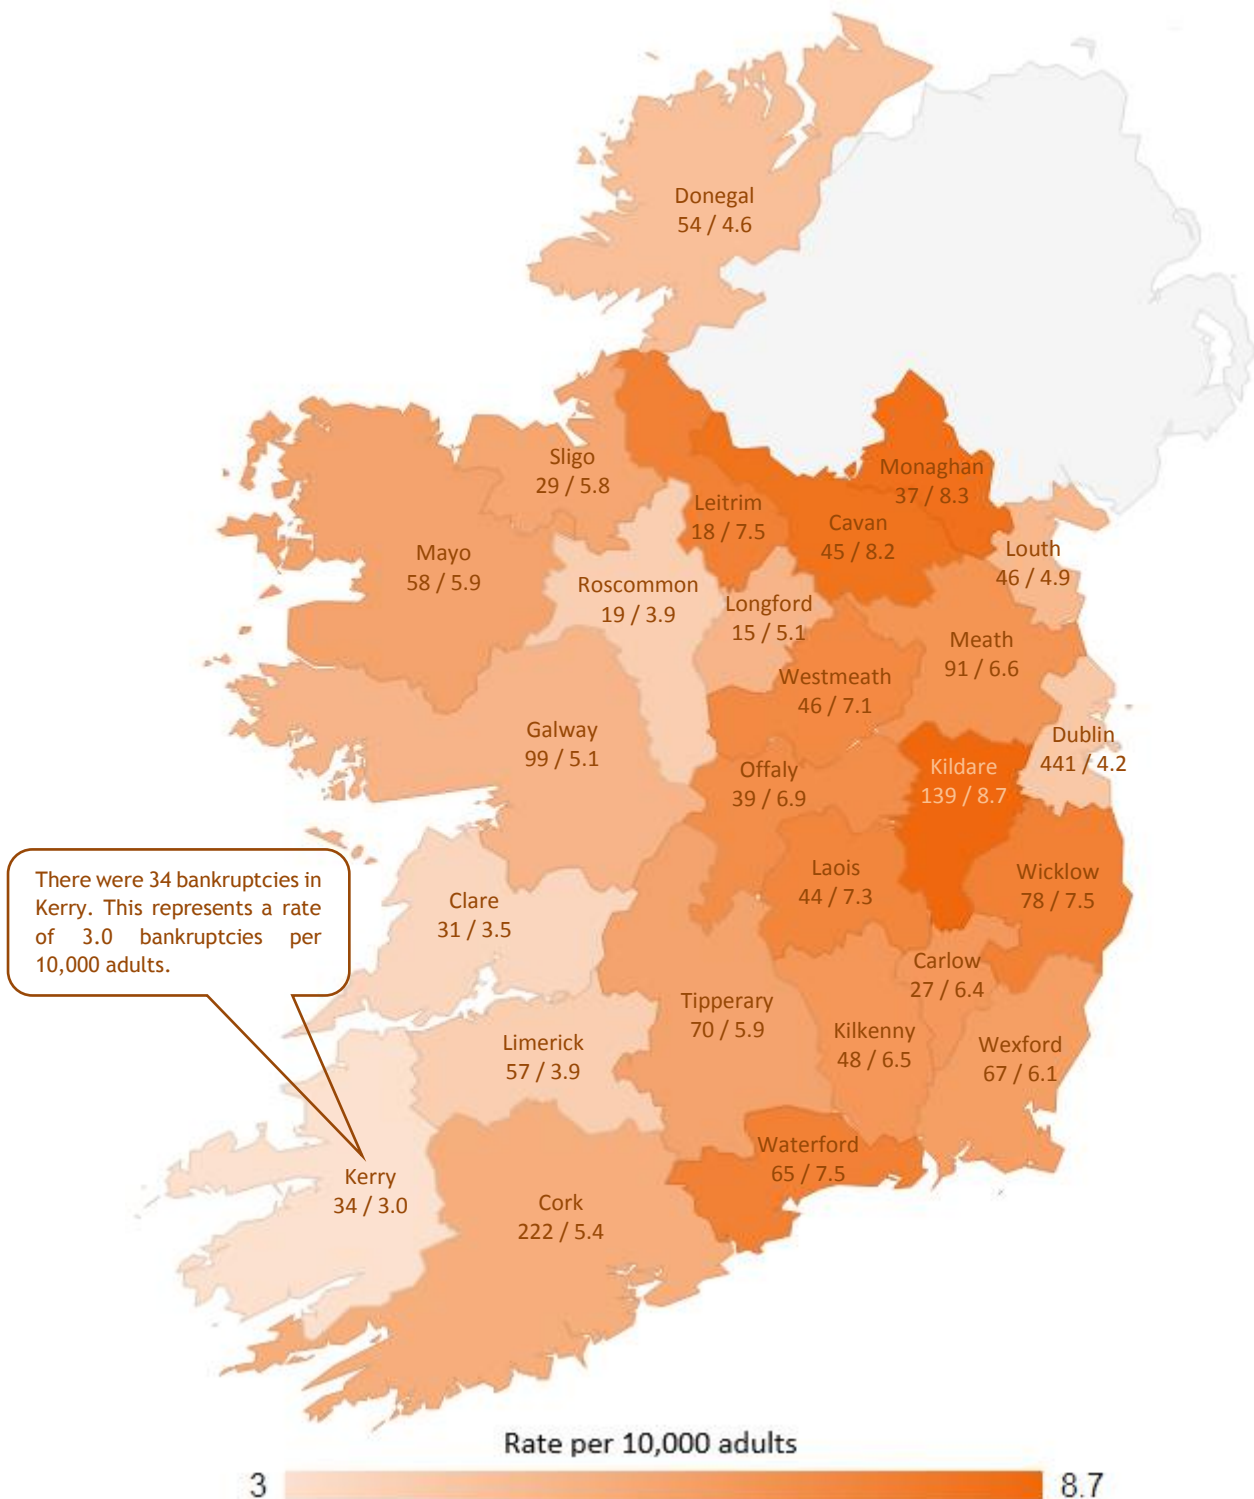 Donegal
54 / 4.6
Sligo
29 / 5.8
Monaghan
37 / 8.3
Leitrim
18 / 7.5
Cavan
45 / 8.2
Mayo
58 / 5.9
Louth
46 / 4.9
Roscommon
19 / 3.9
Longford
15 / 5.1
Meath
91 / 6.6
Westmeath
46 / 7.1
Galway
99 / 5.1
Dublin
441 / 4.2
Offaly
39 / 6.9
Kildare
139 / 8.7
There were 34 bankruptcies in
Kerry. This represents a rate
of 3.0 bankruptcies per
10,000 adults.
Laois
44 / 7.3
Wicklow
78 / 7.5
Clare
31 / 3.5
Carlow
27 / 6.4
Tipperary
70 / 5.9
Kilkenny
48 / 6.5
Limerick
57 / 3.9
Wexford
67 / 6.1
Waterford
65 / 7.5
Kerry
34 / 3.0
Cork
222 / 5.4
Rate per 10,000 adults
3
8.7